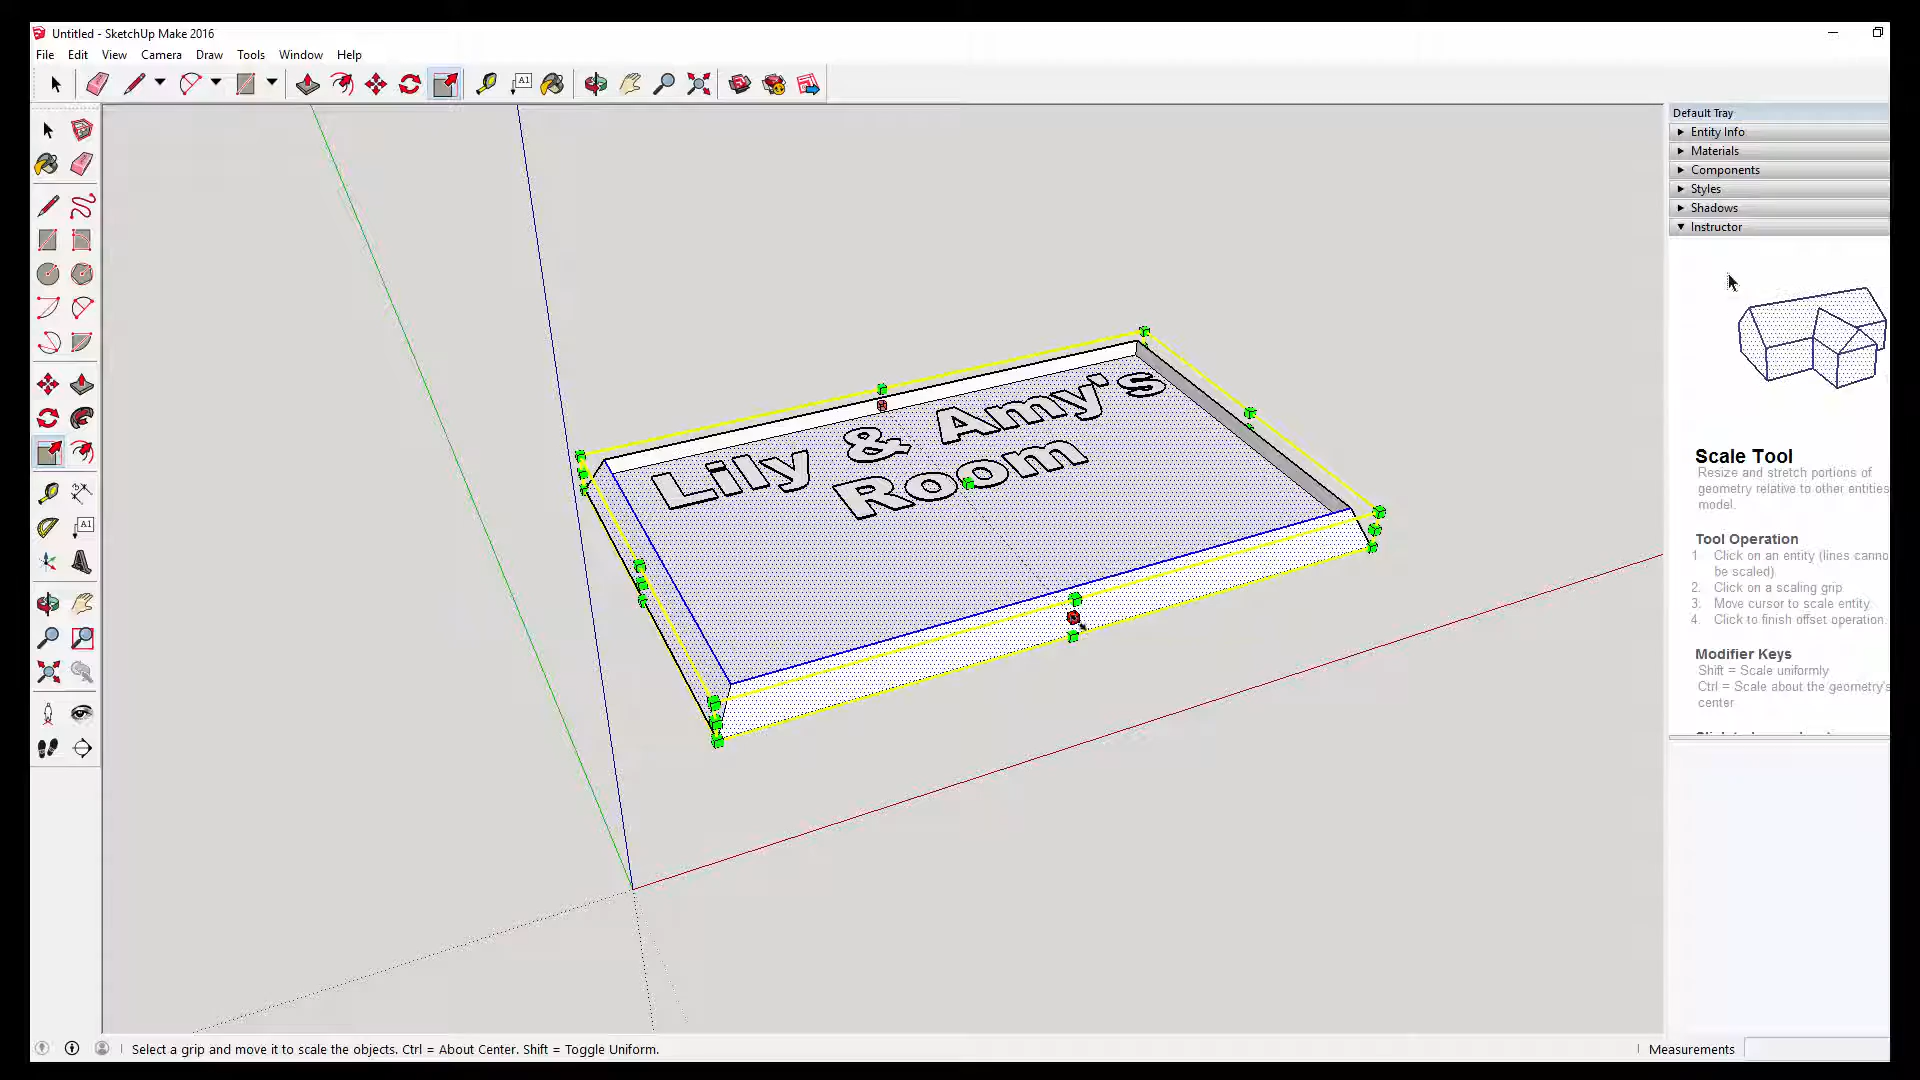 Untitled - SketchUp Make 2016
File Edit View Camera Draw Tools Window Help
A1
Default Tray
Entity Info
Materials
Components
Styles
Shadows
Instructor
Lily & Amy's
Room
Scale Tool
Resize and stretch portions of
geometry relative to other entities
model.
Tool Operation
1. Click on an entity (lines canno
be scaled)
2. Click on a scaling grip
3. Move cursor to scale entity.
4. Click to finish offset operation.
Modifier Keys
Shift = Scale uniformly
Ctrl = Scale about the geometry's
center
A1
Select a grip and move it to scale the objects. Ctrl = About Center. Shift = Toggle Uniform.
Measurements